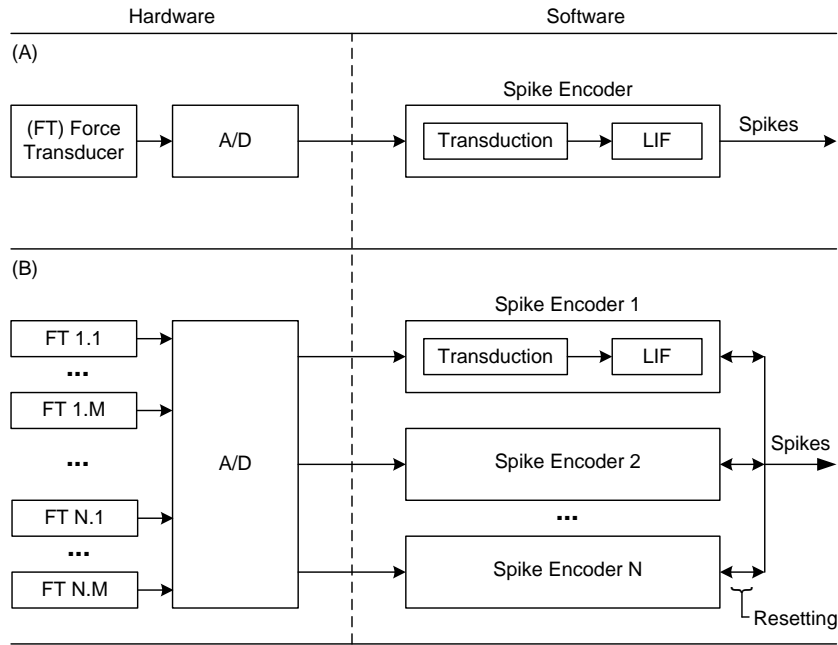 Hardware
Software
(A)
(FT) Force
Transducer
A/D
Spike Encoder
Transduction
LIF
Spikes
(B)
FT 1.1
...
FT 1.M
...
FT N.1
...
FT N.M
A/D
Spike Encoder 1
Transduction
LIF
Spike Encoder 2
...
Spike Encoder N
Spikes
Resetting